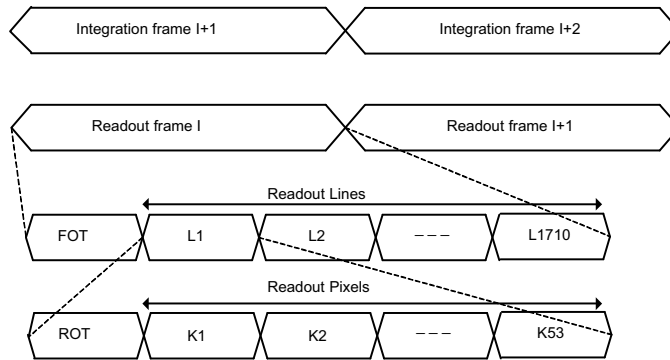 Integration frame I+1 Integration frame I+2
Readout frame I Readout frame I+1
Readout Lines
FOT L1 L2 --- L1710
Readout Pixels
ROT K1 K2 --- K53